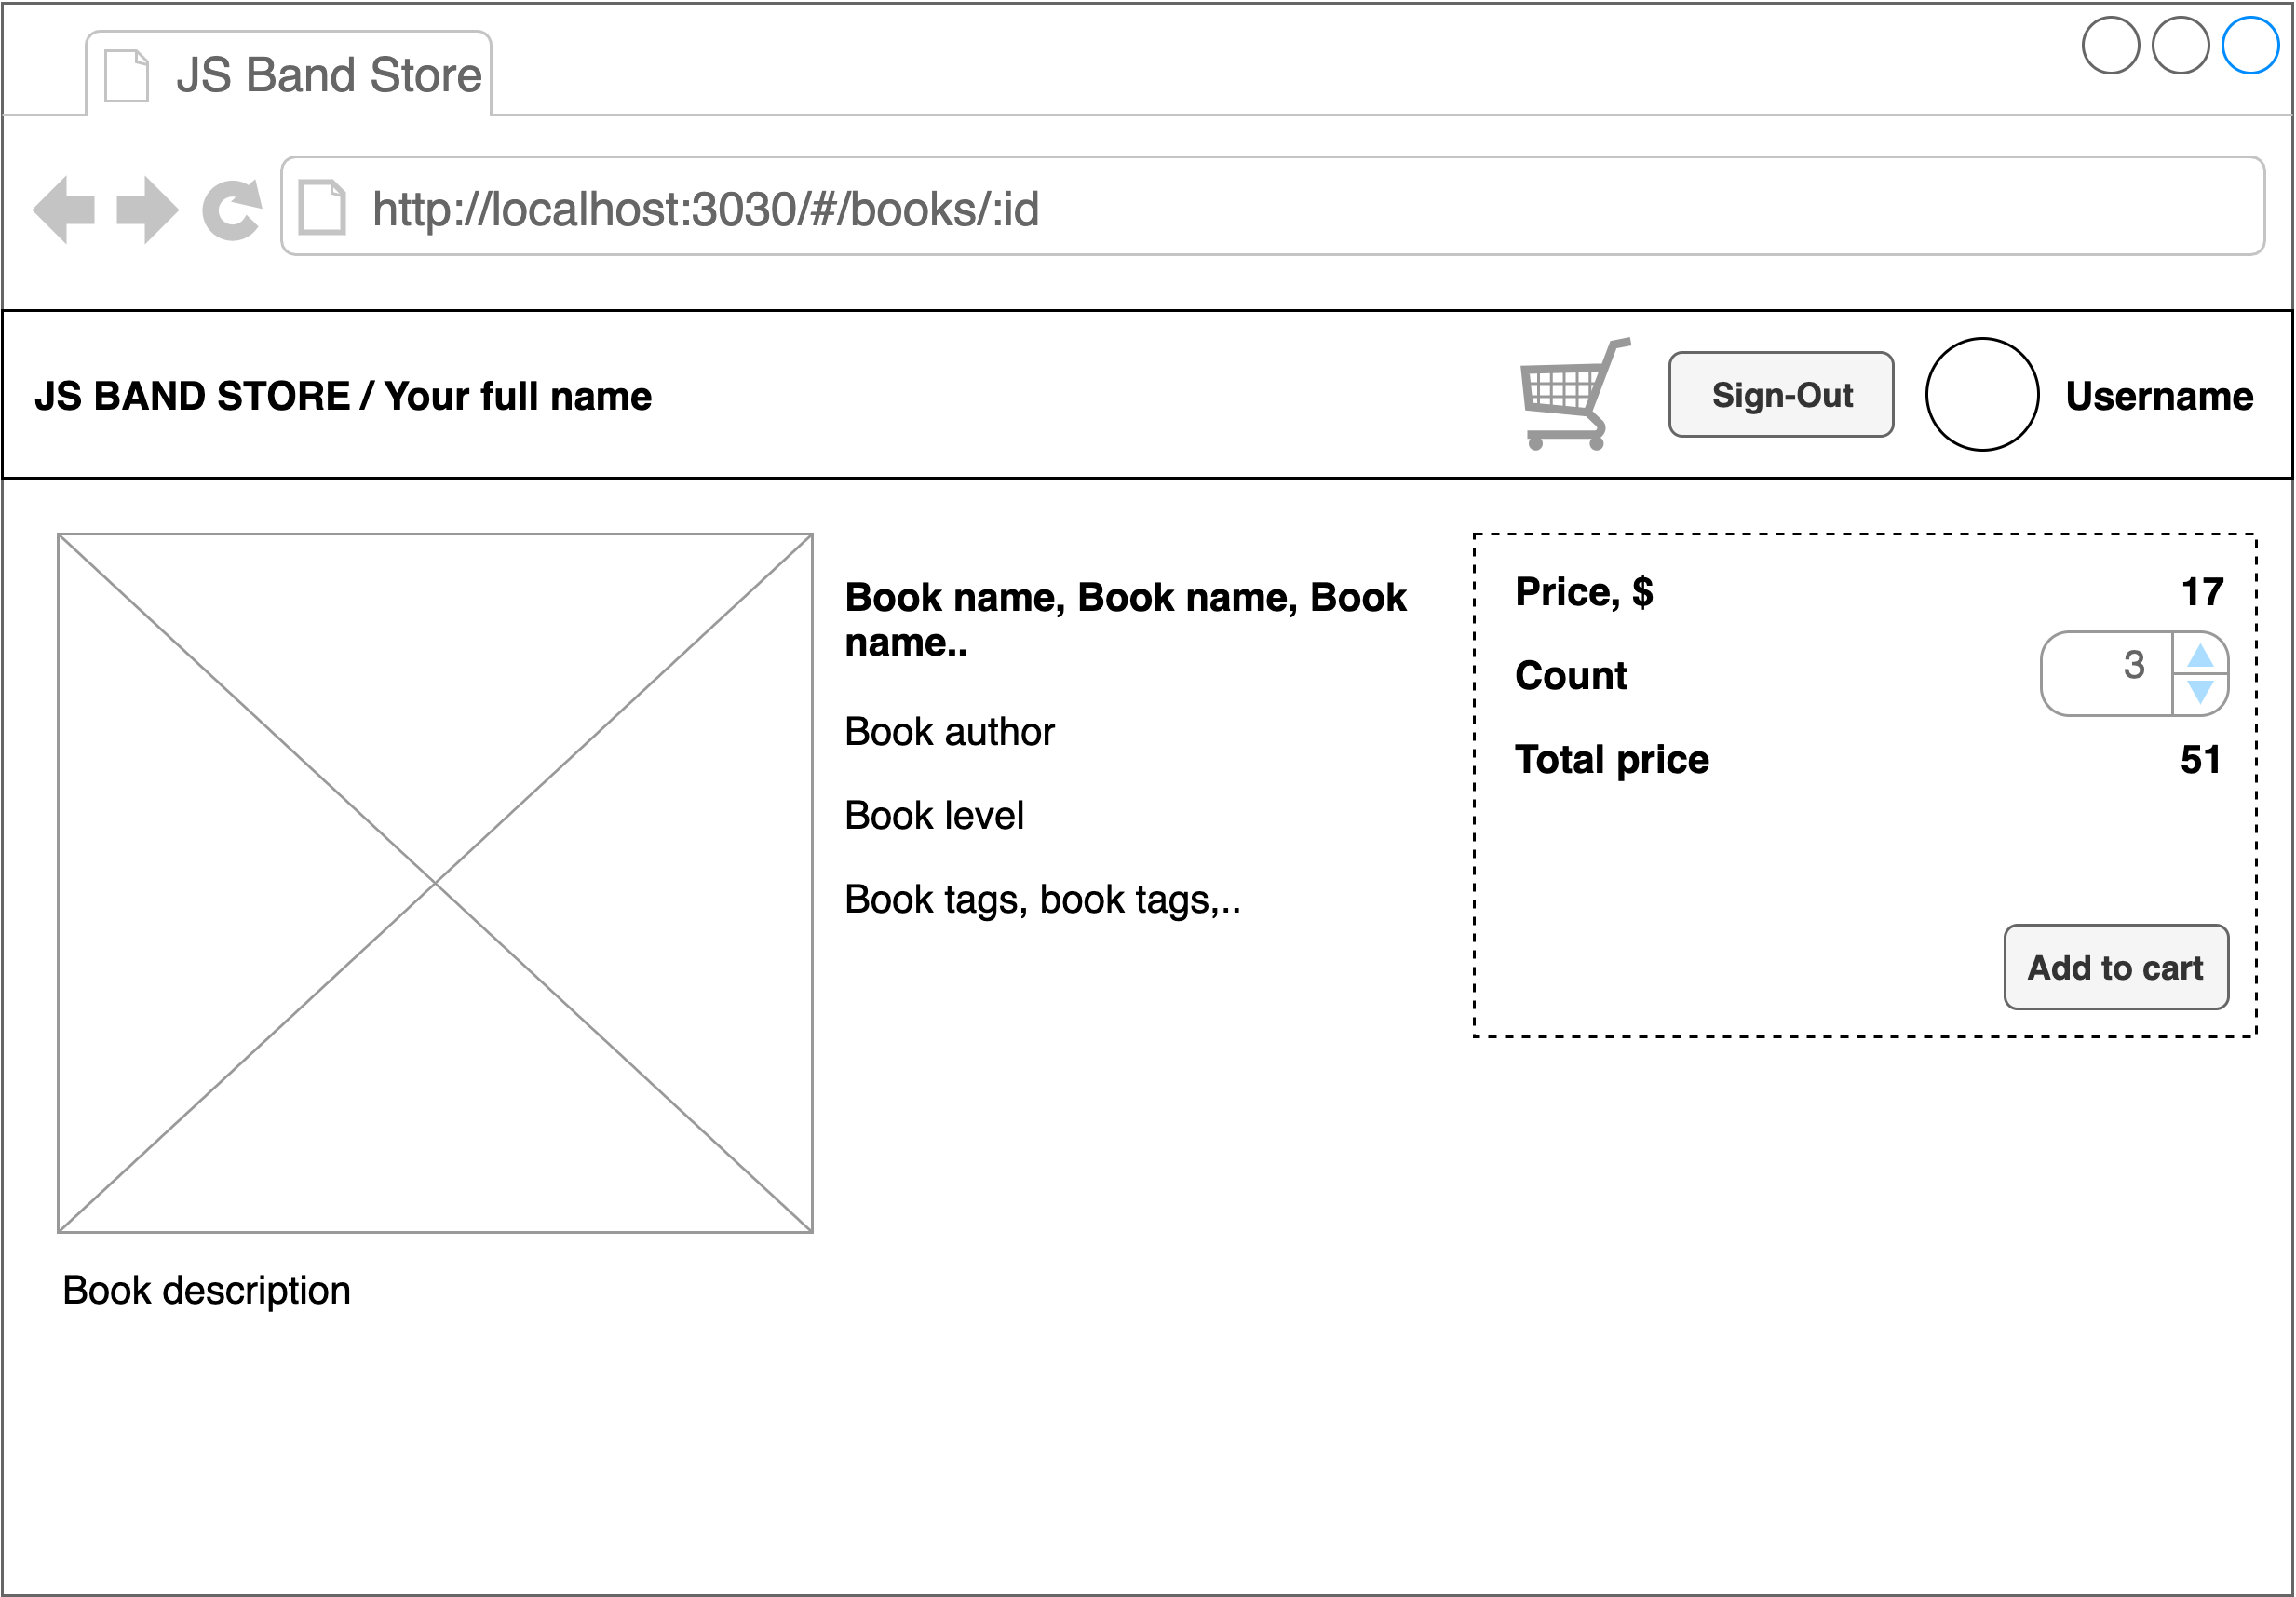 JS Band Store
http://localhost:3030/#/books/:id
JS BAND STORE / Your full name
Sign-Out
Username
Book name, Book name, Book
name..
Book author
Book level
Book tags, book tags,..
Price, $ 17
Count 3
Total price 51
Add to cart
Book description